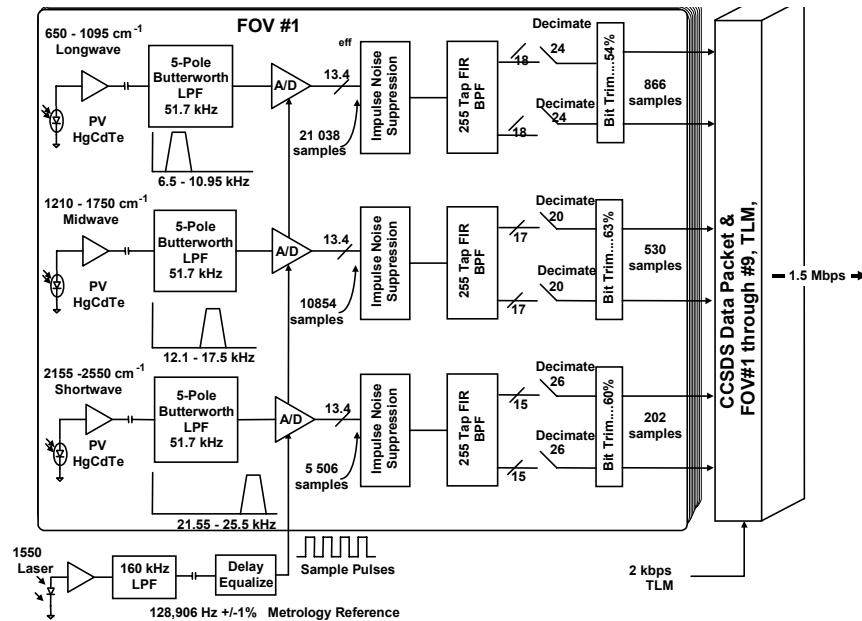 FOV #1
650 - 1095 cm-1
Longwave
PV
HgCdTe
5-Pole
Butterworth
LPF
51.7 kHz
6.5 - 10.95 kHz
A/D
eff
13.4
21 038
samples
Impulse Noise
Suppression
255 Tap FIR
BPF
18
18
Decimate
24
Decimate
24
Bit Trim....54%
866
samples
1210 - 1750 cm-1
Midwave
PV
HgCdTe
5-Pole
Butterworth
LPF
51.7 kHz
12.1 - 17.5 kHz
A/D
13.4
10854
samples
Impulse Noise
Suppression
255 Tap FIR
BPF
17
17
Decimate
20
Decimate
20
Bit Trim....63%
530
samples
2155 -2550 cm-1
Shortwave
PV
HgCdTe
5-Pole
Butterworth
LPF
51.7 kHz
21.55 - 25.5 kHz
A/D
13.4
5 506
samples
Impulse Noise
Suppression
255 Tap FIR
BPF
15
15
Decimate
26
Decimate
26
Bit Trim....60%
202
samples
CCSDS Data Packet &
FOV#1 through #9, TLM,
1.5 Mbps
2 kbps
TLM
1550
Laser
160 kHz
LPF
Delay
Equalize
Sample Pulses
128,906 Hz +/-1% Metrology Reference